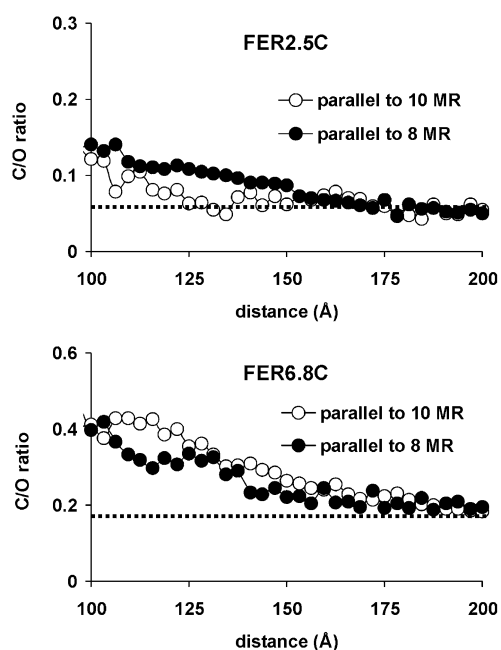 FER2.5C
0.3
0.2
0.1
0
C/O ratio
parallel to 10 MR
parallel to 8 MR
100 125 150 175 200
distance (Å)
FER6.8C
0.6
0.4
0.2
0
C/O ratio
parallel to 10 MR
parallel to 8 MR
100 125 150 175 200
distance (Å)